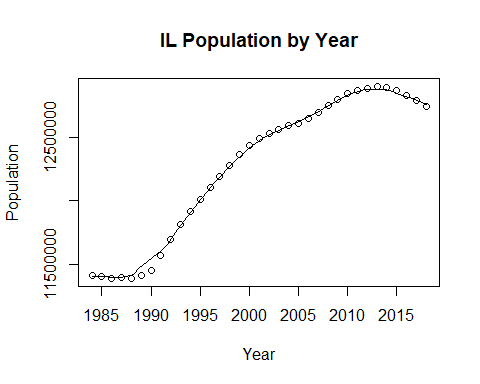 IL Population by Year
Population
12500000
11500000
1985 1990 1995 2000 2005 2010 2015
Year